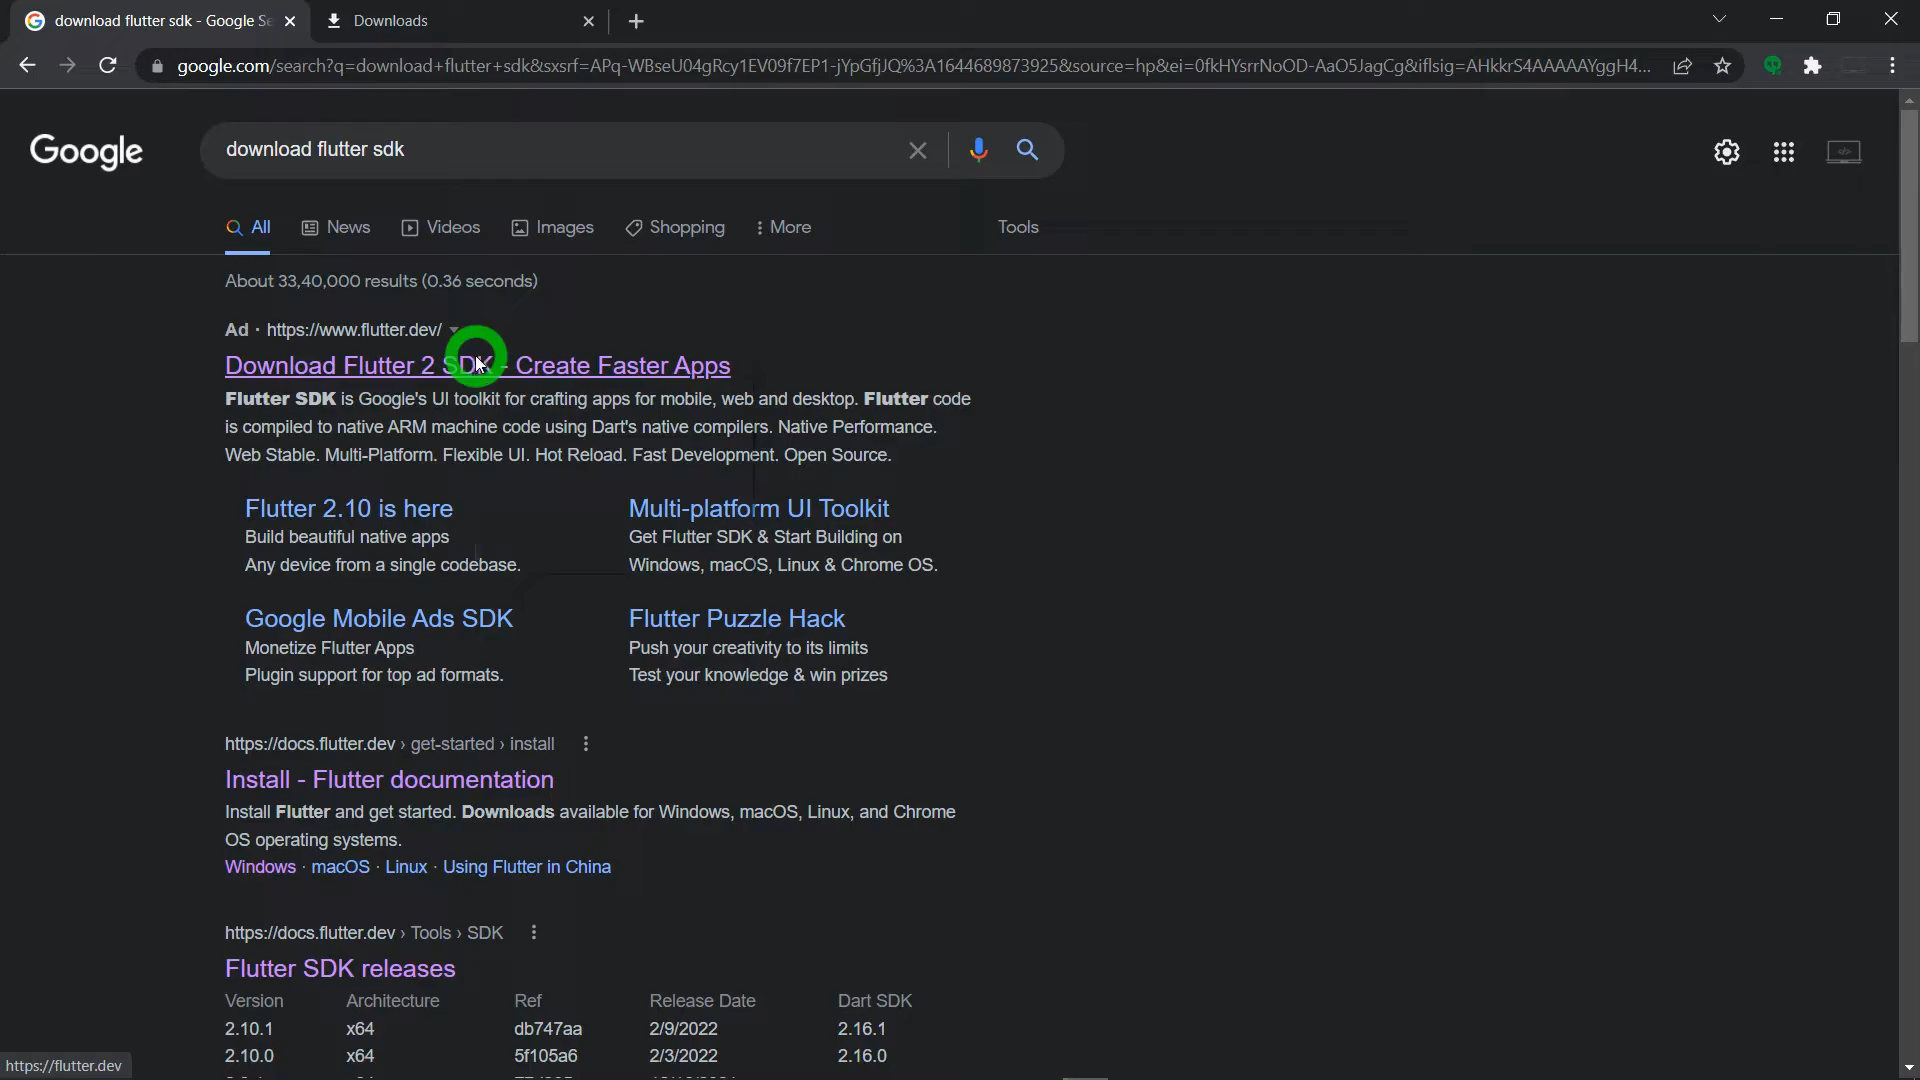 download flutter sdk - Google Se
Downloads
google.com/search?q=download+flutter+sdk&sxsrf=APq-WBseU04gRcy1EV09f7EP1-jYpGfjJQ%3A1644689873925&source=hp&ei=0fkHYsrrNoOD-AaO5JagCg&iflsig=AHkkrS4AAAAAYggH4...
Google
download flutter sdk
All
News
Videos
Images
Shopping
More
Tools
About 33,40,000 results (0.36 seconds)
Ad · https://www.flutter.dev/
Download Flutter 2 SDK - Create Faster Apps
Flutter SDK is Google's UI toolkit for crafting apps for mobile, web and desktop. Flutter code
is compiled to native ARM machine code using Dart's native compilers. Native Performance.
Web Stable. Multi-Platform. Flexible UI. Hot Reload. Fast Development. Open Source.
Flutter 2.10 is here
Build beautiful native apps
Any device from a single codebase.
Multi-platform UI Toolkit
Get Flutter SDK & Start Building on
Windows, macOS, Linux & Chrome OS.
Google Mobile Ads SDK
Monetize Flutter Apps
Plugin support for top ad formats.
Flutter Puzzle Hack
Push your creativity to its limits
Test your knowledge & win prizes
https://docs.flutter.dev › get-started › install
Install - Flutter documentation
Install Flutter and get started. Downloads available for Windows, macOS, Linux, and Chrome
OS operating systems.
Windows · macOS · Linux · Using Flutter in China
https://docs.flutter.dev › Tools › SDK
Flutter SDK releases
Version Architecture Ref Release Date Dart SDK
2.10.1 x64 db747aa 2/9/2022 2.16.1
2.10.0 x64 5f105a6 2/3/2022 2.16.0
https://flutter.dev